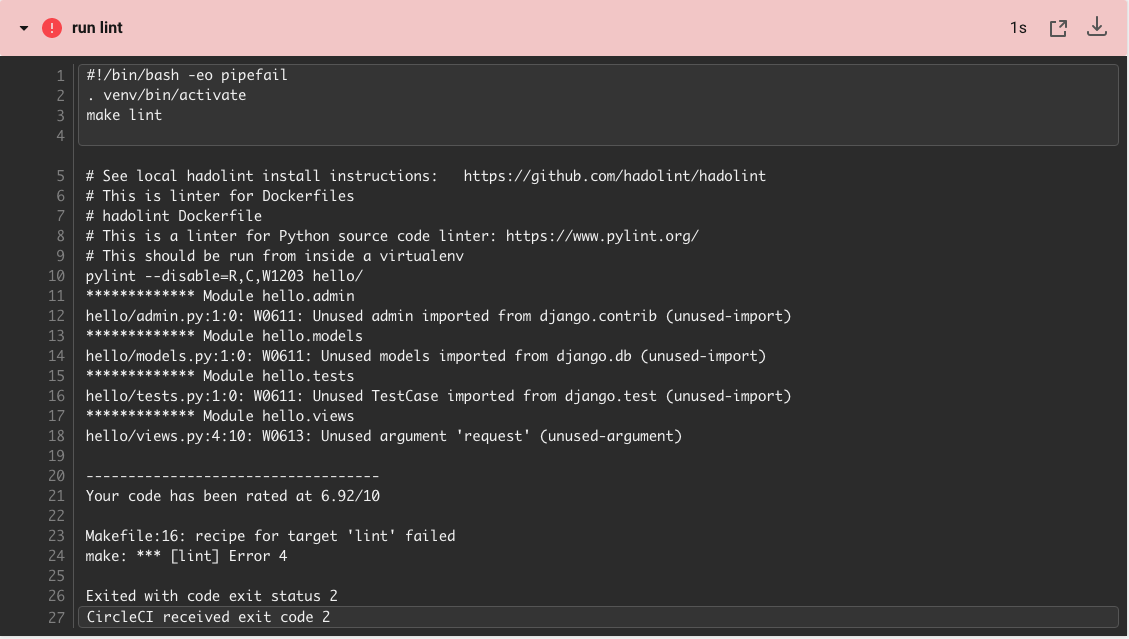 run lint
1s
1 #!/bin/bash -eo pipefail
2 . venv/bin/activate
3 make lint
4
5 # See local hadolint install instructions:   https://github.com/hadolint/hadolint
6 # This is linter for Dockerfiles
7 # hadolint Dockerfile
8 # This is a linter for Python source code linter: https://www.pylint.org/
9 # This should be run from inside a virtualenv
10 pylint --disable=R,C,W1203 hello/
11 ************* Module hello.admin
12 hello/admin.py:1:0: W0611: Unused admin imported from django.contrib (unused-import)
13 ************* Module hello.models
14 hello/models.py:1:0: W0611: Unused models imported from django.db (unused-import)
15 ************* Module hello.tests
16 hello/tests.py:1:0: W0611: Unused TestCase imported from django.test (unused-import)
17 ************* Module hello.views
18 hello/views.py:4:10: W0613: Unused argument 'request' (unused-argument)
19
20 -----------------------------------
21 Your code has been rated at 6.92/10
22
23 Makefile:16: recipe for target 'lint' failed
24 make: *** [lint] Error 4
25
26 Exited with code exit status 2
27 CircleCI received exit code 2